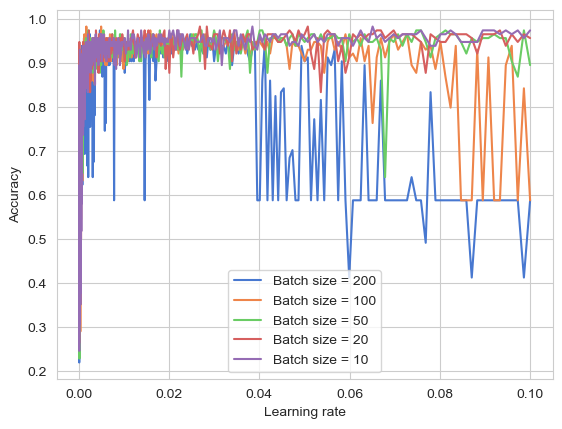 Accuracy
1.0
0.9
0.8
0.7
0.6
0.5
0.4
0.3
0.2
Batch size = 200
Batch size = 100
Batch size = 50
Batch size = 20
Batch size = 10
0.00 0.02 0.04 0.06 0.08 0.10
Learning rate